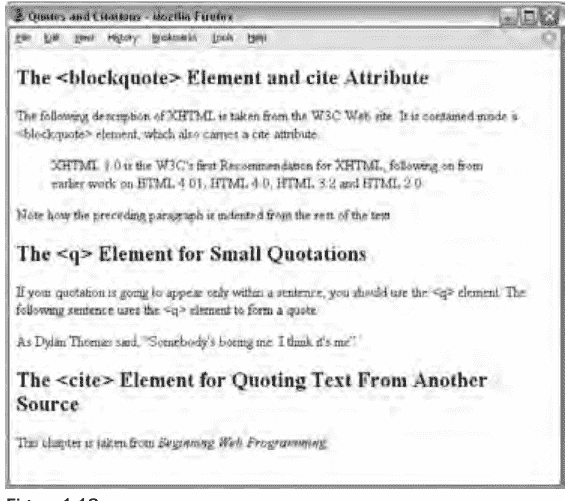 Quotes and Citations - Mozilla Firefox
File Edit View History Bookmarks Tools Help
The <blockquote> Element and cite Attribute
The following description of XHTML is taken from the W3C Web site. It is contained inside a
<blockquote> element, which also carries a cite attribute.
XHTML 1.0 is the W3C's first Recommendation for XHTML, following on from
earlier work on HTML 4.01, HTML 4.0, HTML 3.2 and HTML 2.0.
Note how the preceding paragraph is indented from the rest of the text.
The <q> Element for Small Quotations
If your quotation is going to appear only within a sentence, you should use the <q> element. The
following sentence uses the <q> element to form a quote
As Dylan Thomas said, "Somebody's boring me. I think it's me".
The <cite> Element for Quoting Text From Another
Source
This chapter is taken from Beginning Web Programming.